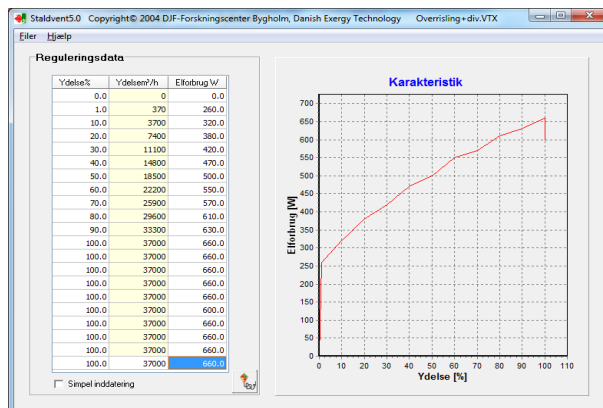 Staldvent5.0 Copyright© 2004 DJF-Forskningscenter Bygholm, Danish Exergy Technology Overrisling+div.VTX
Filer Hjælp
Reguleringsdata
Ydelse% Ydelsem³/h Elforbrug W
0.0 0 0.0
1.0 370 260.0
10.0 3700 320.0
20.0 7400 380.0
30.0 11100 420.0
40.0 14800 470.0
50.0 18500 500.0
60.0 22200 550.0
70.0 25900 570.0
80.0 29600 610.0
90.0 33300 630.0
100.0 37000 660.0
100.0 37000 660.0
100.0 37000 660.0
100.0 37000 660.0
100.0 37000 600.0
100.0 37000 660.0
100.0 37000 660.0
100.0 37000 660.0
100.0 37000 660.0
Simpel inddatering
Karakteristik
Elforbrug [W]
700
650
600
550
500
450
400
350
300
250
200
150
100
50
0
0 10 20 30 40 50 60 70 80 90 100 110
Ydelse [%]